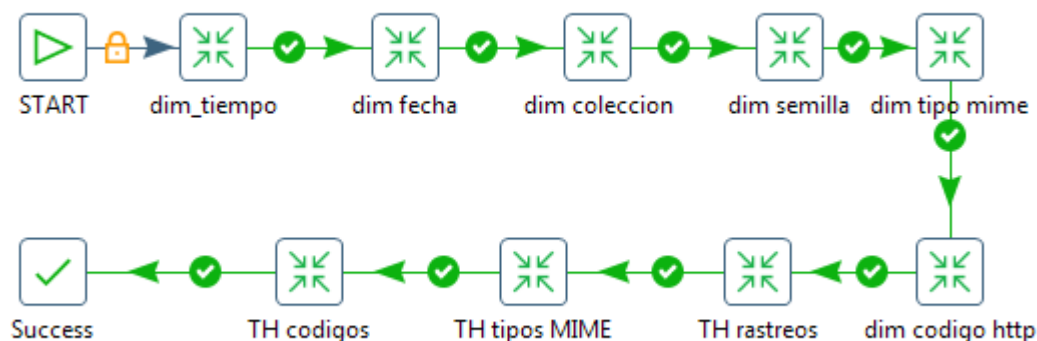 START
dim_tiempo
dim fecha
dim coleccion
dim semilla
dim tipo mime
Success
TH codigos
TH tipos MIME
TH rastreos
dim codigo http